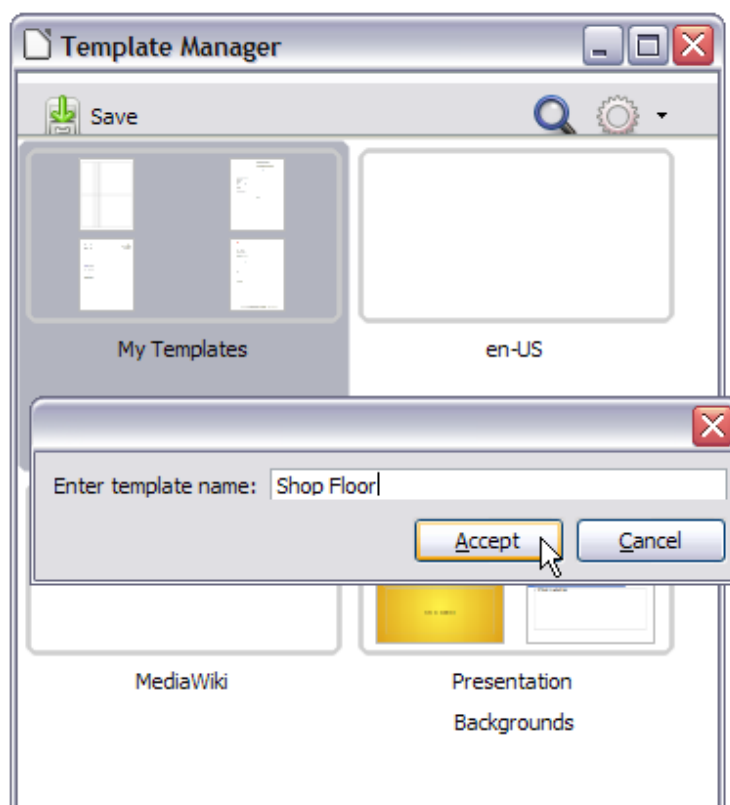 Template Manager
Save
My Templates
en-US
Enter template name: Shop Floor
Accept
Cancel
MediaWiki
Presentation
Backgrounds